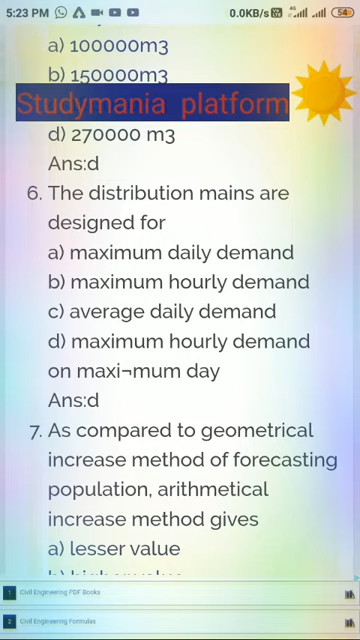 5:23 PM 0.0KB/s 4G 54
a) 100000m3
b) 150000m3
Studymania platform
d) 270000 m3
Ans:d
6. The distribution mains are
designed for
a) maximum daily demand
b) maximum hourly demand
c) average daily demand
d) maximum hourly demand
on maxi¬mum day
Ans:d
7. As compared to geometrical
increase method of forecasting
population, arithmetical
increase method gives
a) lesser value
1 Civil Engineering PDF Books
2 Civil Engineering Formulas